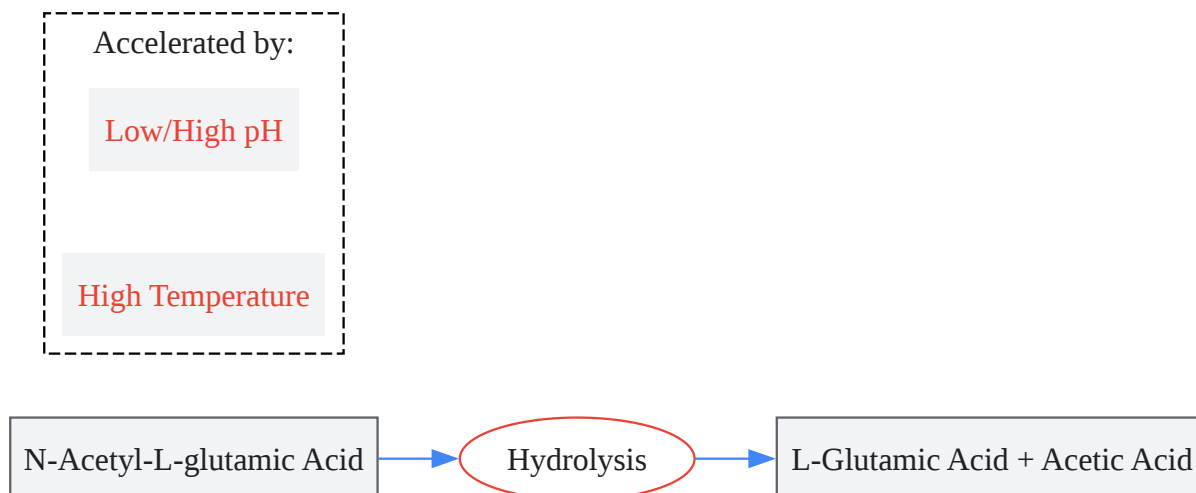 Accelerated by:
Low/High pH
High Temperature
N-Acetyl-L-glutamic Acid
Hydrolysis
L-Glutamic Acid + Acetic Acid